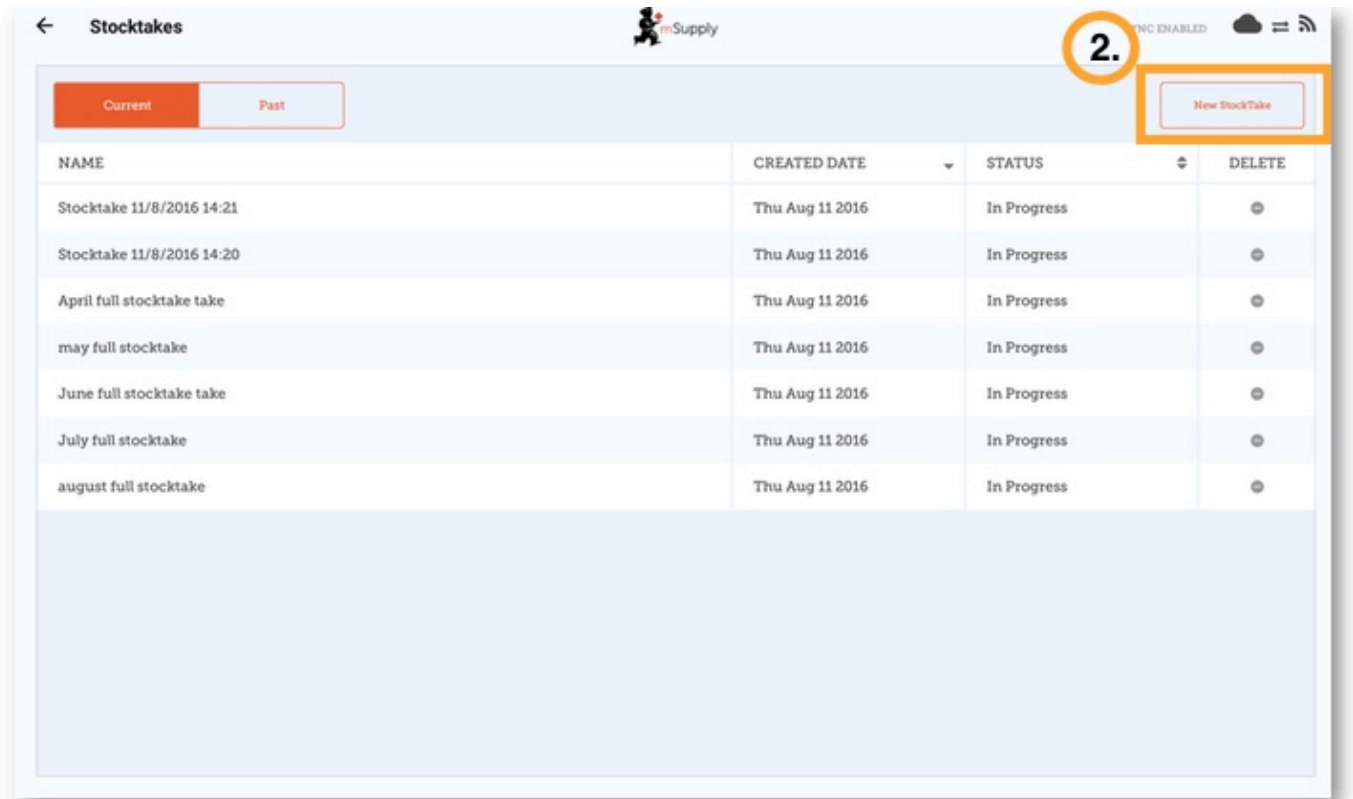 Stocktakes
mSupply
2.
NC ENABLED
Current
Past
New StockTake
NAME CREATED DATE STATUS DELETE
Stocktake 11/8/2016 14:21 Thu Aug 11 2016 In Progress
Stocktake 11/8/2016 14:20 Thu Aug 11 2016 In Progress
April full stocktake take Thu Aug 11 2016 In Progress
may full stocktake Thu Aug 11 2016 In Progress
June full stocktake take Thu Aug 11 2016 In Progress
July full stocktake Thu Aug 11 2016 In Progress
august full stocktake Thu Aug 11 2016 In Progress